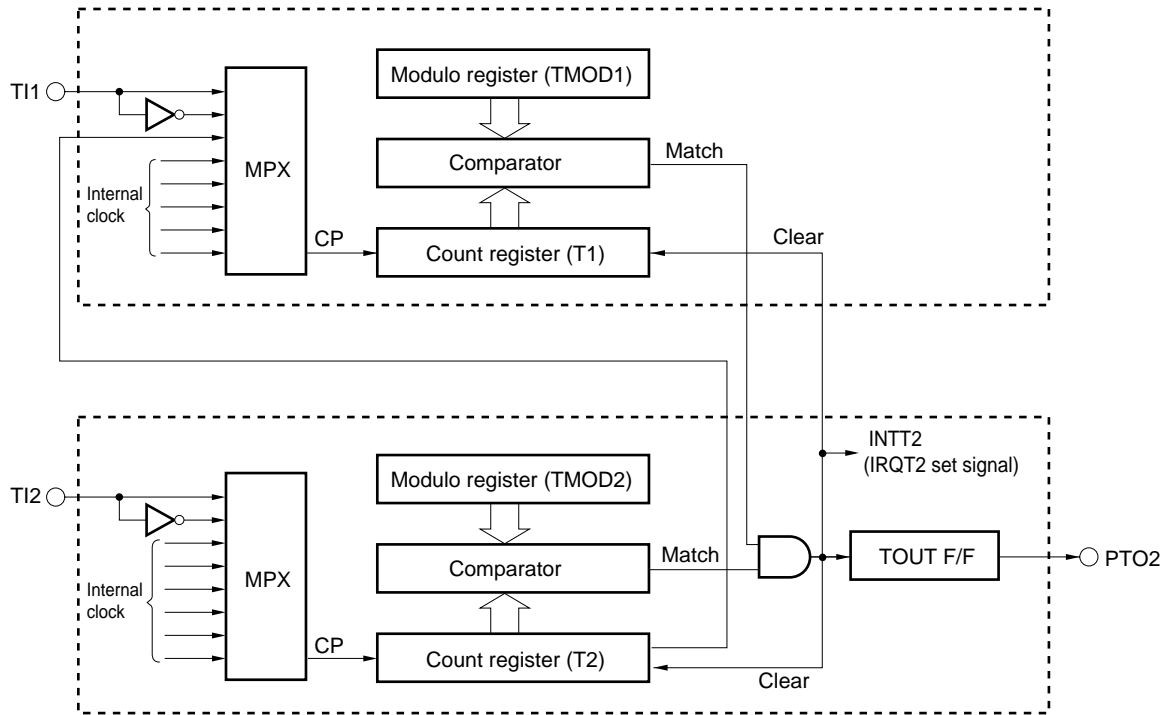 TI1
MPX
Internal
clock
CP
Modulo register (TMOD1)
Comparator
Match
Count register (T1)
Clear
TI2
MPX
Internal
clock
CP
Modulo register (TMOD2)
Comparator
Match
Count register (T2)
Clear
INTT2
(IRQT2 set signal)
TOUT F/F
PTO2